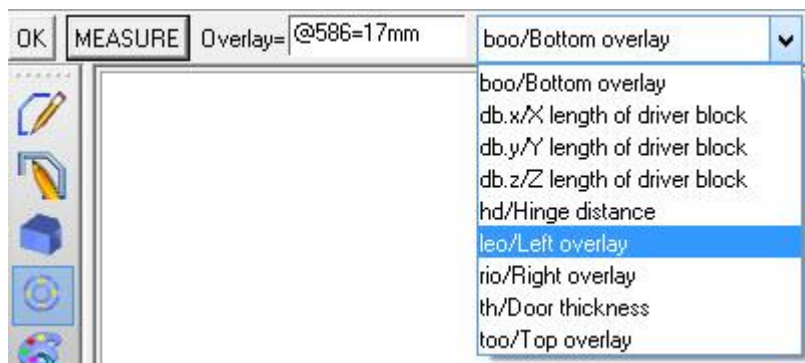 OK MEASURE Overlay= @586=17mm boo/Bottom overlay
boo/Bottom overlay
db.x/X length of driver block
db.y/Y length of driver block
db.z/Z length of driver block
hd/Hinge distance
leo/Left overlay
rio/Right overlay
th/Door thickness
too/Top overlay